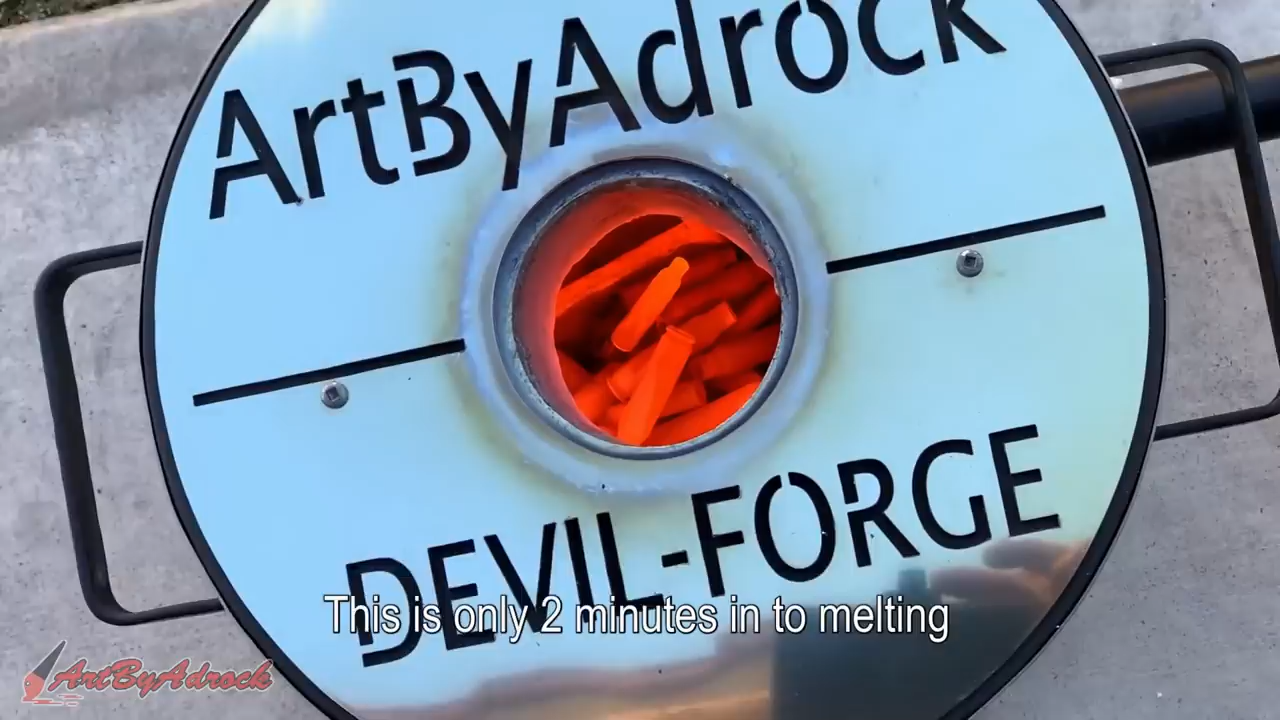 ArtByAdrock
DEVIL-FORGE
This is only 2 minutes in to melting
ArtByAdrock